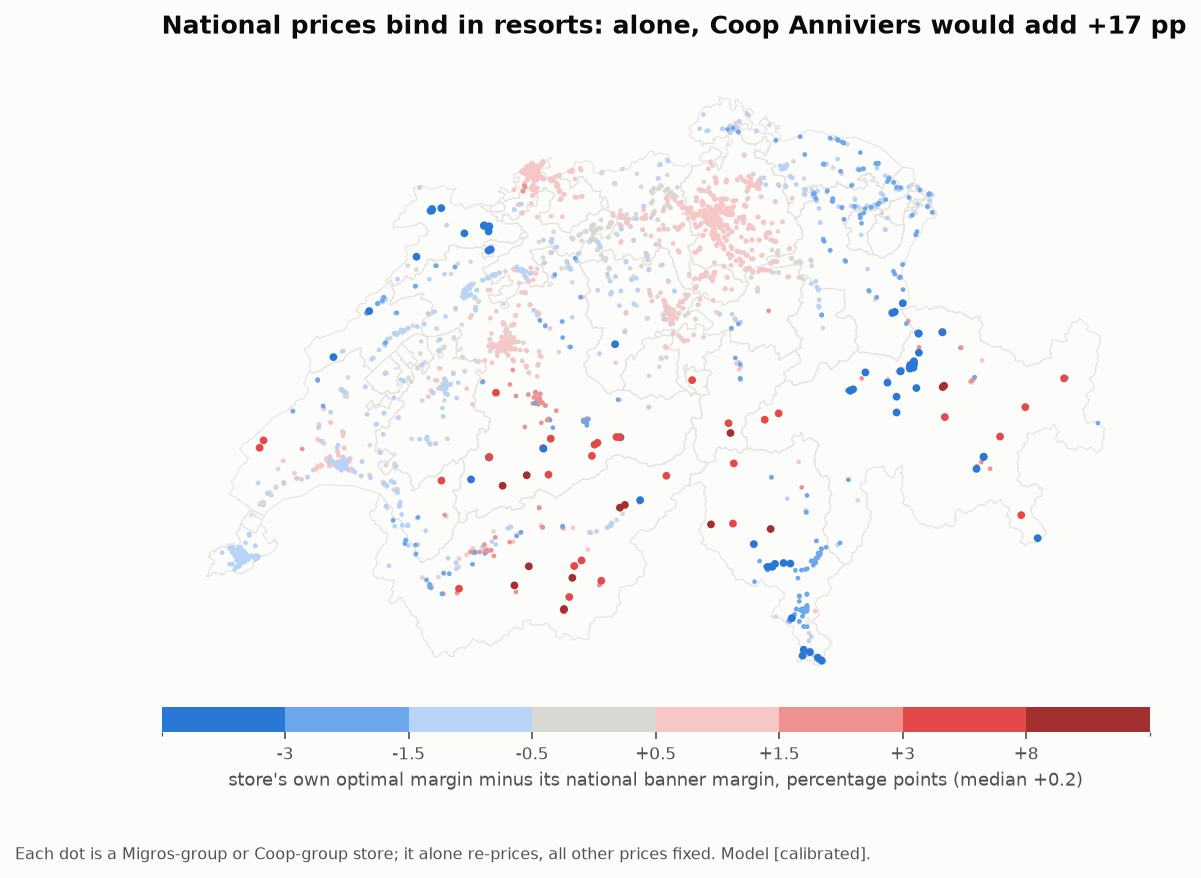 National prices bind in resorts: alone, Coop Anniviers would add +17 pp
-3
-1.5
-0.5
+0.5
+1.5
+3
+8
store's own optimal margin minus its national banner margin, percentage points (median +0.2)
Each dot is a Migros-group or Coop-group store; it alone re-prices, all other prices fixed. Model [calibrated].